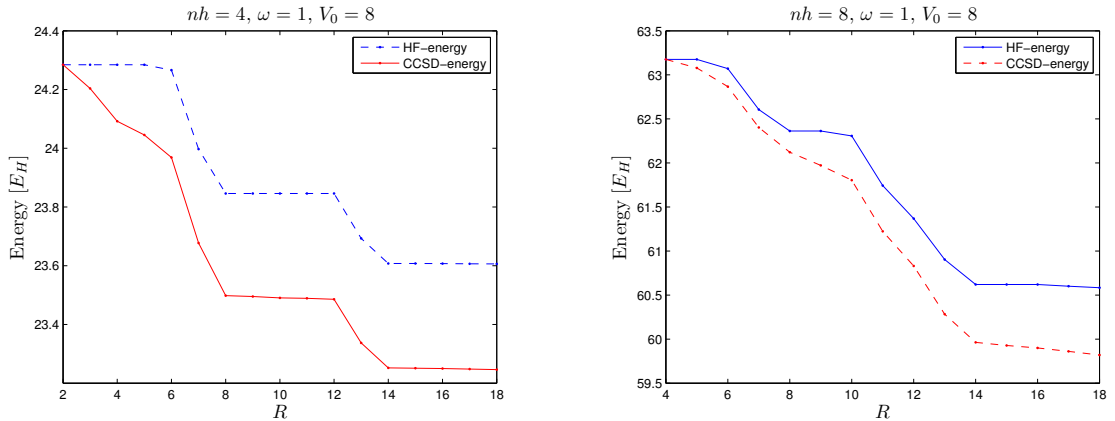 nh = 4, ω = 1, V₀ = 8
24.4
24.2
24
23.8
23.6
23.4
Energy [E_H]
HF−energy
CCSD−energy
2 4 6 8 10 12 14 16 18
R
nh = 8, ω = 1, V₀ = 8
63.5
63
62.5
62
61.5
61
60.5
60
59.5
Energy [E_H]
HF−energy
CCSD−energy
4 6 8 10 12 14 16 18
R